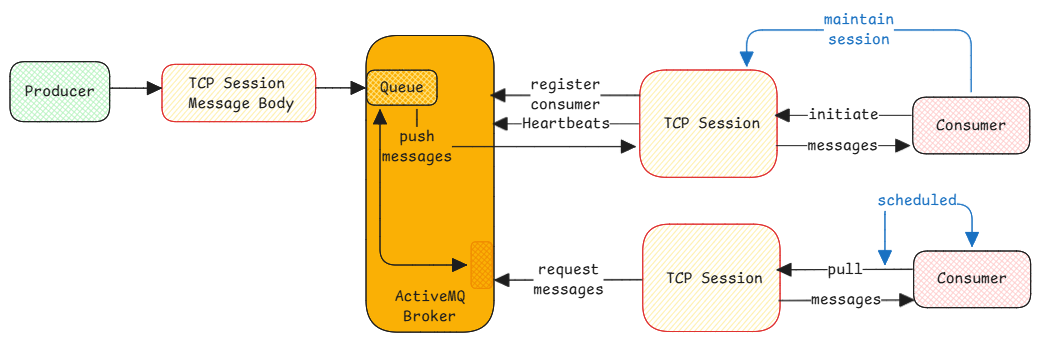 maintain
session
Producer
TCP Session
Message Body
Queue
push
messages
register
consumer
Heartbeats
TCP Session
initiate
messages
Consumer
scheduled
ActiveMQ
Broker
request
messages
TCP Session
pull
messages
Consumer